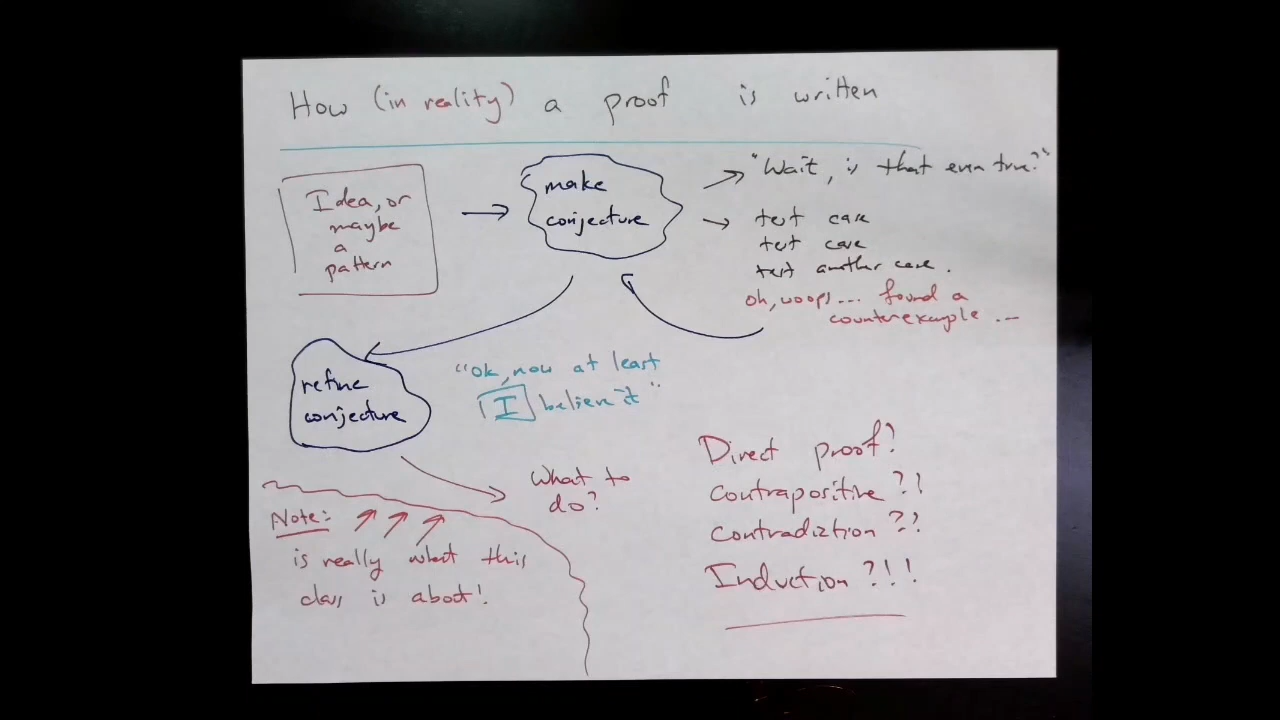 How (in reality) a proof is written
Idea, or
maybe
a
pattern
make
conjecture
"Wait, is that even true?"
test case
test case
test another case.
oh, woops... found a
counterexample ...
refine
conjecture
"ok, now at least
I believe it"
What to
do?
Direct proof?
Contrapositive ?!
Contradiction ??
Induction ?!!
Note:
is really what this
class is about!